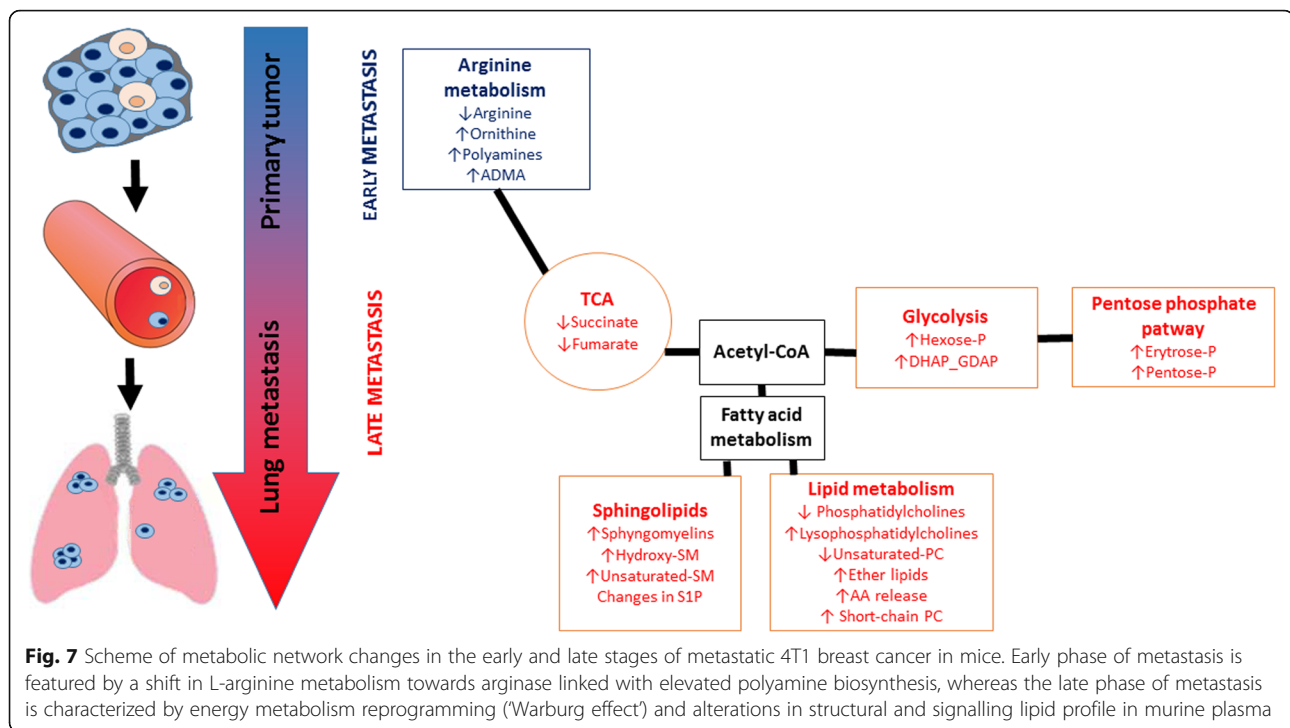 Primary tumor
Lung metastasis
EARLY METASTASIS
LATE METASTASIS
Arginine
metabolism
↓Arginine
↑Ornithine
↑Polyamines
↑ADMA
TCA
↓Succinate
↓Fumarate
Acetyl-CoA
Glycolysis
↑Hexose-P
↑DHAP_GDAP
Pentose phosphate
patway
↑Erytrose-P
↑Pentose-P
Fatty acid
metabolism
Sphingolipids
↑Sphyngomyelins
↑Hydroxy-SM
↑Unsaturated-SM
Changes in S1P
Lipid metabolism
↓ Phosphatidylcholines
↑Lysophosphatidylcholines
↓Unsaturated-PC
↑Ether lipids
↑AA release
↑ Short-chain PC
Fig. 7 Scheme of metabolic network changes in the early and late stages of metastatic 4T1 breast cancer in mice. Early phase of metastasis is
featured by a shift in L-arginine metabolism towards arginase linked with elevated polyamine biosynthesis, whereas the late phase of metastasis
is characterized by energy metabolism reprogramming (‘Warburg effect’) and alterations in structural and signalling lipid profile in murine plasma